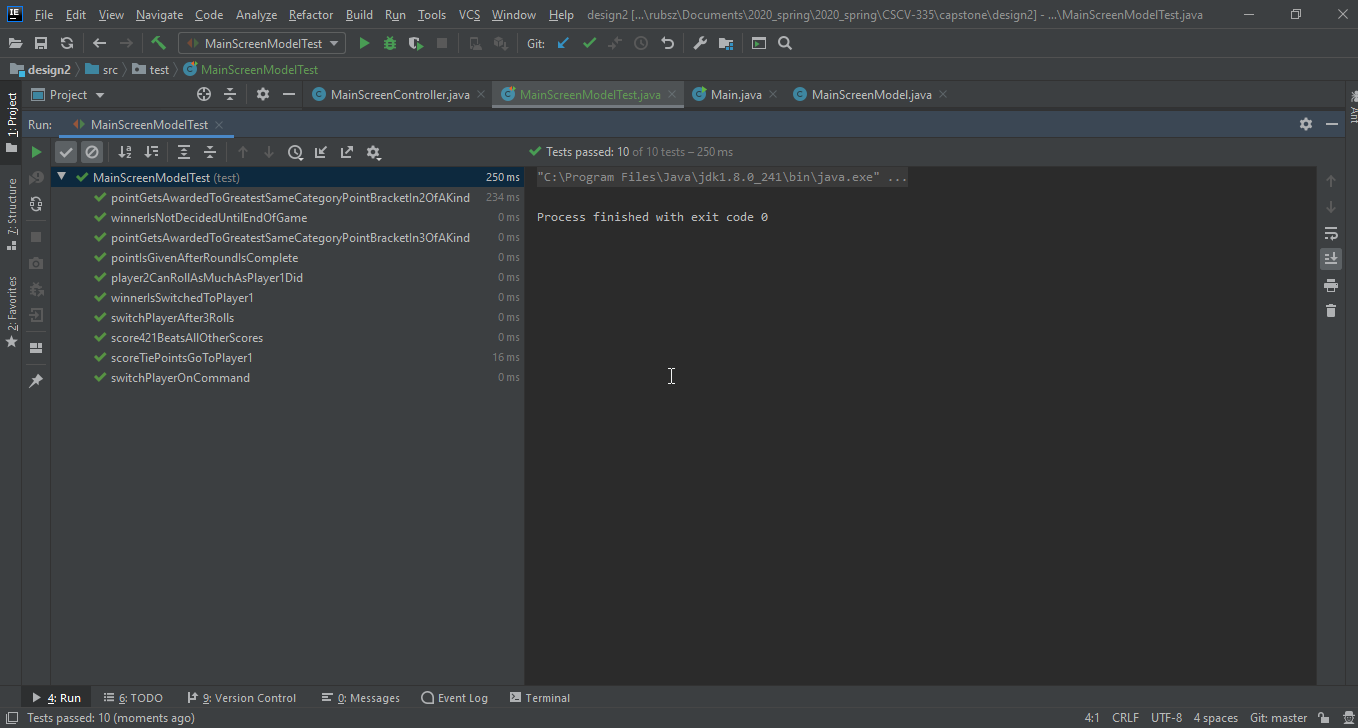 IE File Edit View Navigate Code Analyze Refactor Build Run Tools VCS Window Help design2 [...\rubsz\Documents\2020_spring\2020_spring\CSCV-335\capstone\design2] - ...\MainScreenModelTest.java
MainScreenModelTest Git:
design2 src test MainScreenModelTest
1: Project
Project MainScreenController.java MainScreenModelTest.java Main.java MainScreenModel.java
Ant
Run: MainScreenModelTest
Tests passed: 10 of 10 tests – 250 ms
MainScreenModelTest (test) 250 ms
"C:\Program Files\Java\jdk1.8.0_241\bin\java.exe" ...
pointGetsAwardedToGreatestSameCategoryPointBracketIn2OfAKind 234 ms
winnerIsNotDecidedUntilEndOfGame 0 ms
Process finished with exit code 0
pointGetsAwardedToGreatestSameCategoryPointBracketIn3OfAKind 0 ms
pointIsGivenAfterRoundIsComplete 0 ms
player2CanRollAsMuchAsPlayer1Did 0 ms
winnerIsSwitchedToPlayer1 0 ms
switchPlayerAfter3Rolls 0 ms
score421BeatsAllOtherScores 0 ms
scoreTiePointsGoToPlayer1 16 ms
switchPlayerOnCommand 0 ms
7: Structure
2: Favorites
4: Run 6: TODO 9: Version Control 0: Messages Event Log Terminal
Tests passed: 10 (moments ago) 4:1 CRLF UTF-8 4 spaces Git: master